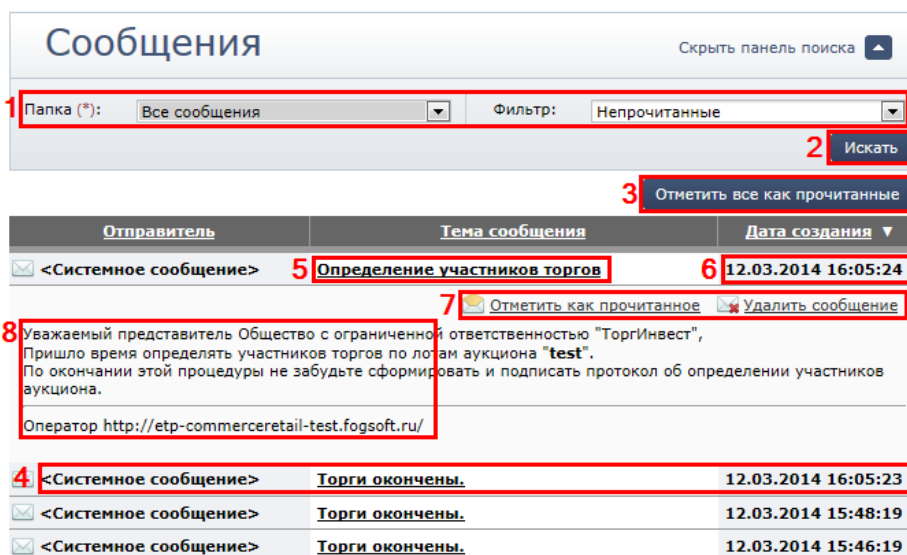 Сообщения
Скрыть панель поиска
1 Папка (*): Все сообщения Фильтр: Непрочитанные
2 Искать
3 Отметить все как прочитанные
Отправитель Тема сообщения Дата создания ▼
<Системное сообщение> 5 Определение участников торгов 6 12.03.2014 16:05:24
7 Отметить как прочитанное Удалить сообщение
8 Уважаемый представитель Общество с ограниченной ответственностью "ТоргИнвест",
Пришло время определять участников торгов по лотам аукциона "test".
По окончании этой процедуры не забудьте сформировать и подписать протокол об определении участников
аукциона.
Оператор http://etp-commerceretail-test.fogsoft.ru/
4 <Системное сообщение> Торги окончены. 12.03.2014 16:05:23
<Системное сообщение> Торги окончены. 12.03.2014 15:48:19
<Системное сообщение> Торги окончены. 12.03.2014 15:46:19